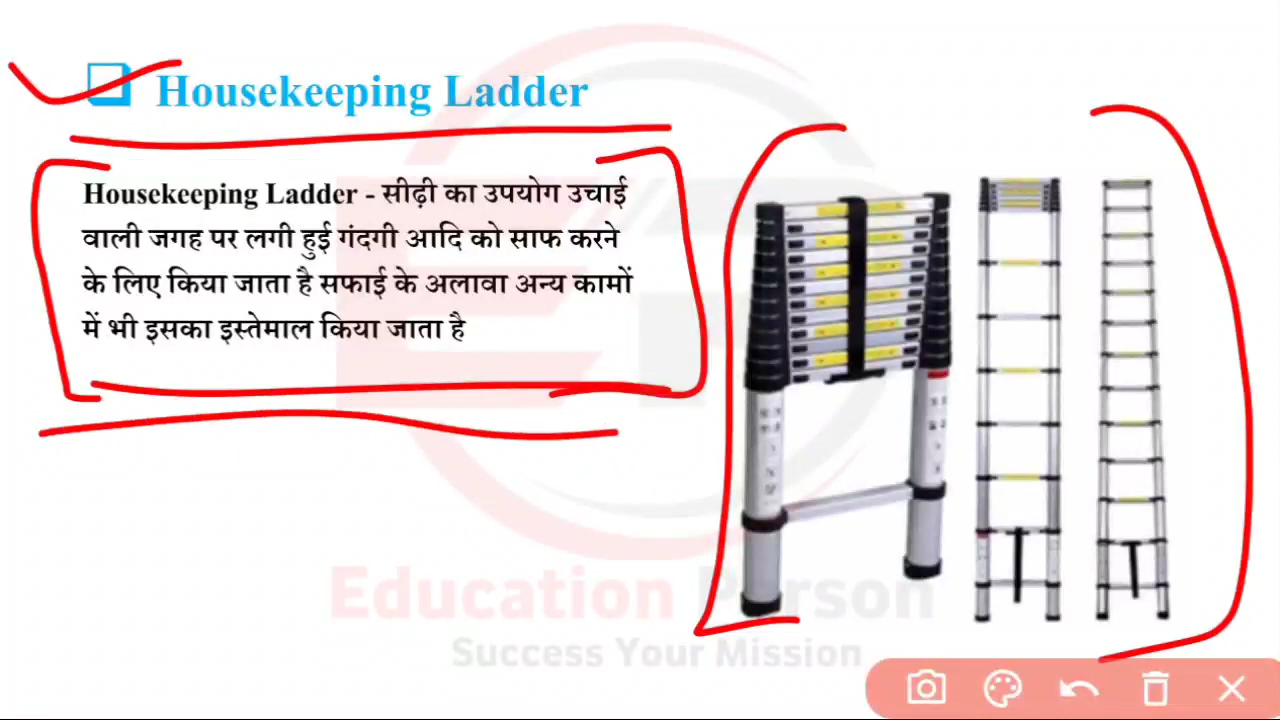 Housekeeping Ladder
Housekeeping Ladder - सीढ़ी का उपयोग उचाई
वाली जगह पर लगी हुई गंदगी आदि को साफ करने
के लिए किया जाता है सफाई के अलावा अन्य कामों
में भी इसका इस्तेमाल किया जाता है
Education Person
Success Your Mission